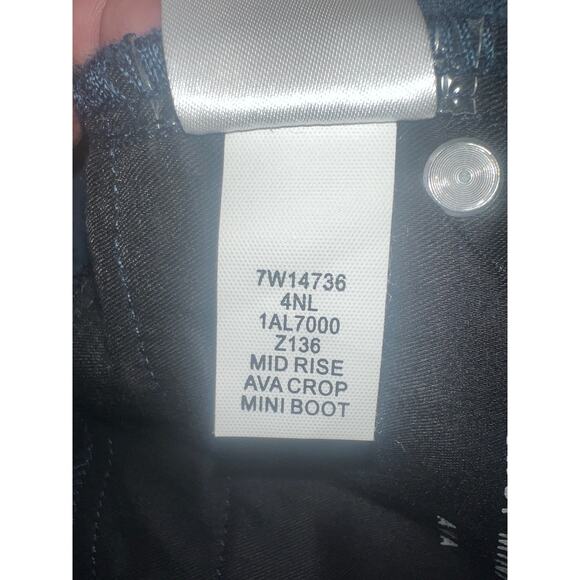 7W14736
4NL
1AL7000
Z136
MID RISE
AVA CROP
MINI BOOT
A/A